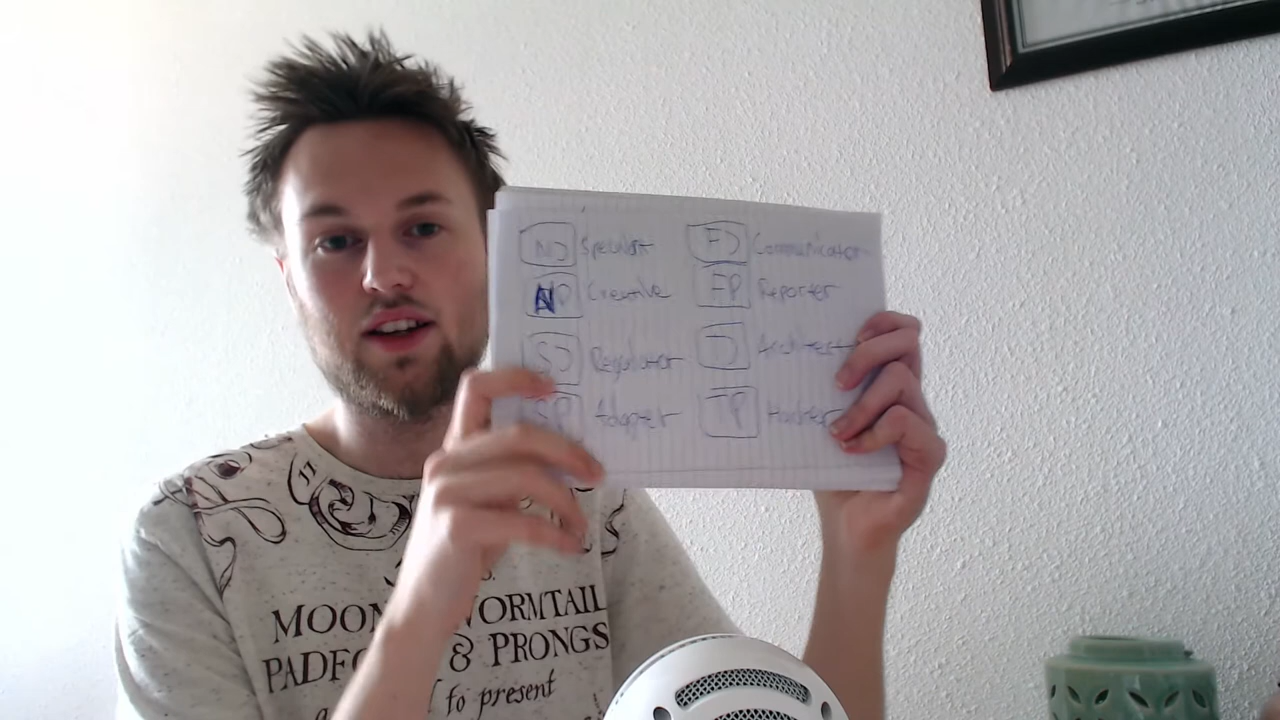 NJ Specialist FJ Communicator
NP Creative FP Reporter
SJ Regulator TJ Architect
SP Adapter TP
MOON WORMTAIL
PADFO & PRONGS
to present